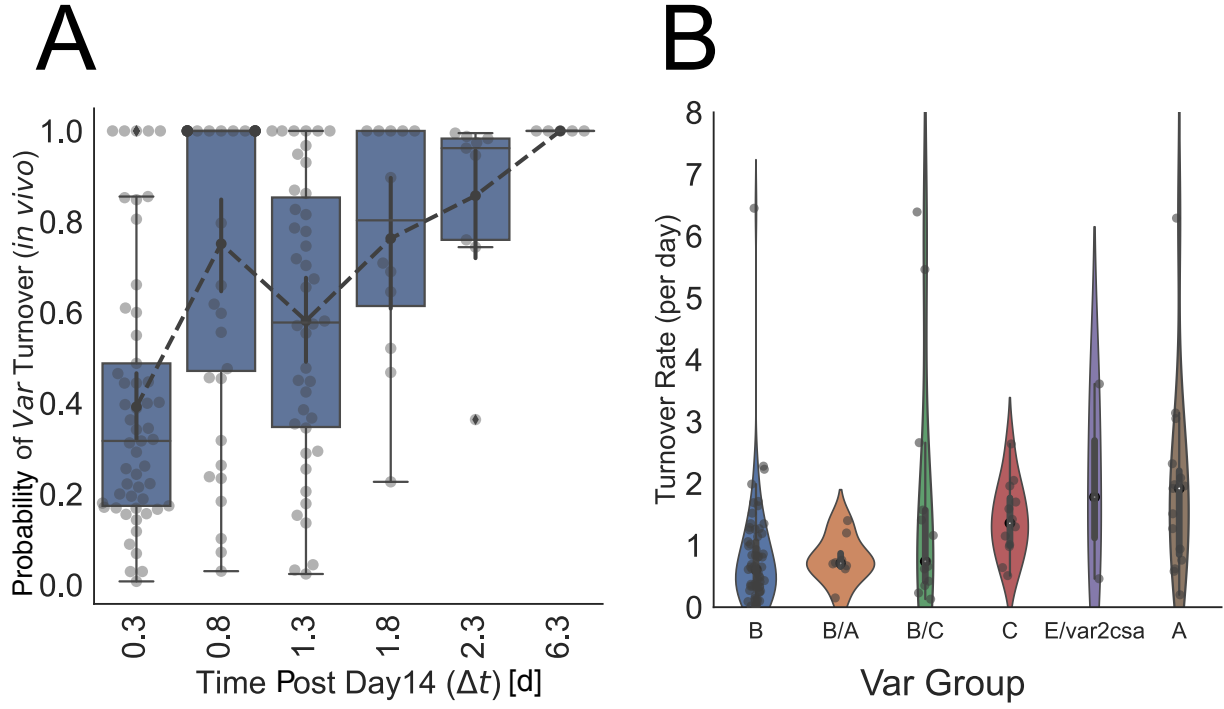 A
Probability of Var Turnover (in vivo)
1.0
0.8
0.6
0.4
0.2
0.0
0.3
0.8
1.3
1.8
2.3
6.3
Time Post Day14 (Δt) [d]
B
Turnover Rate (per day)
8
7
6
5
4
3
2
1
0
B
B/A
B/C
C
E/var2csa
A
Var Group